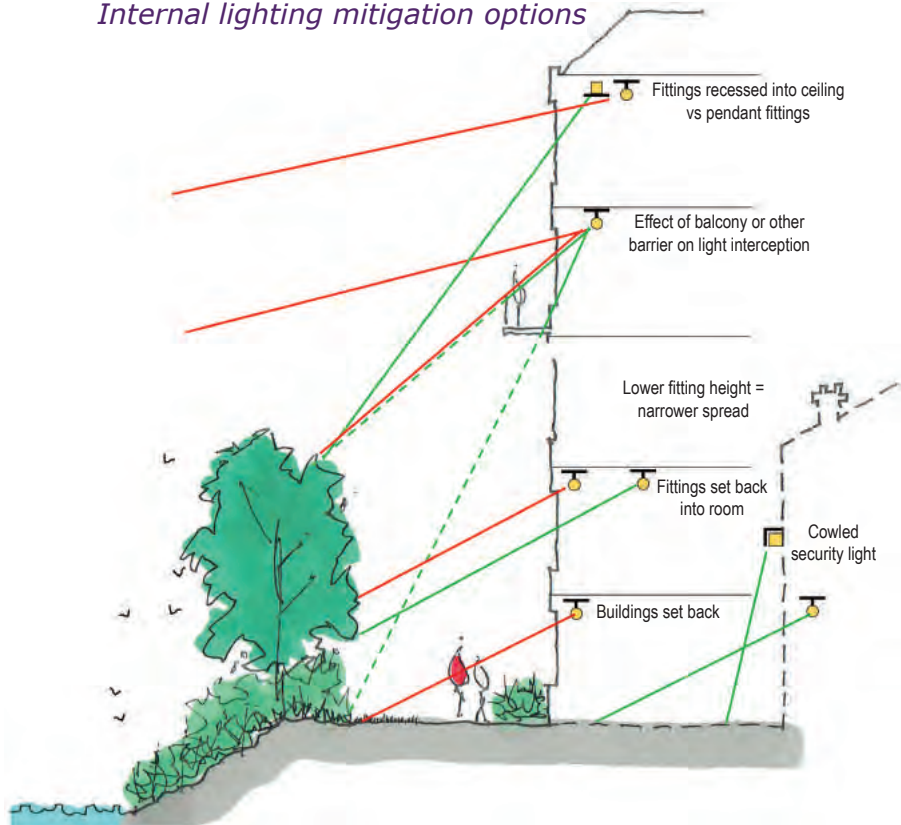 Internal lighting mitigation options
Fittings recessed into ceiling
vs pendant fittings
Effect of balcony or other
barrier on light interception
Lower fitting height =
narrower spread
Fittings set back
into room
Cowled
security light
Buildings set back